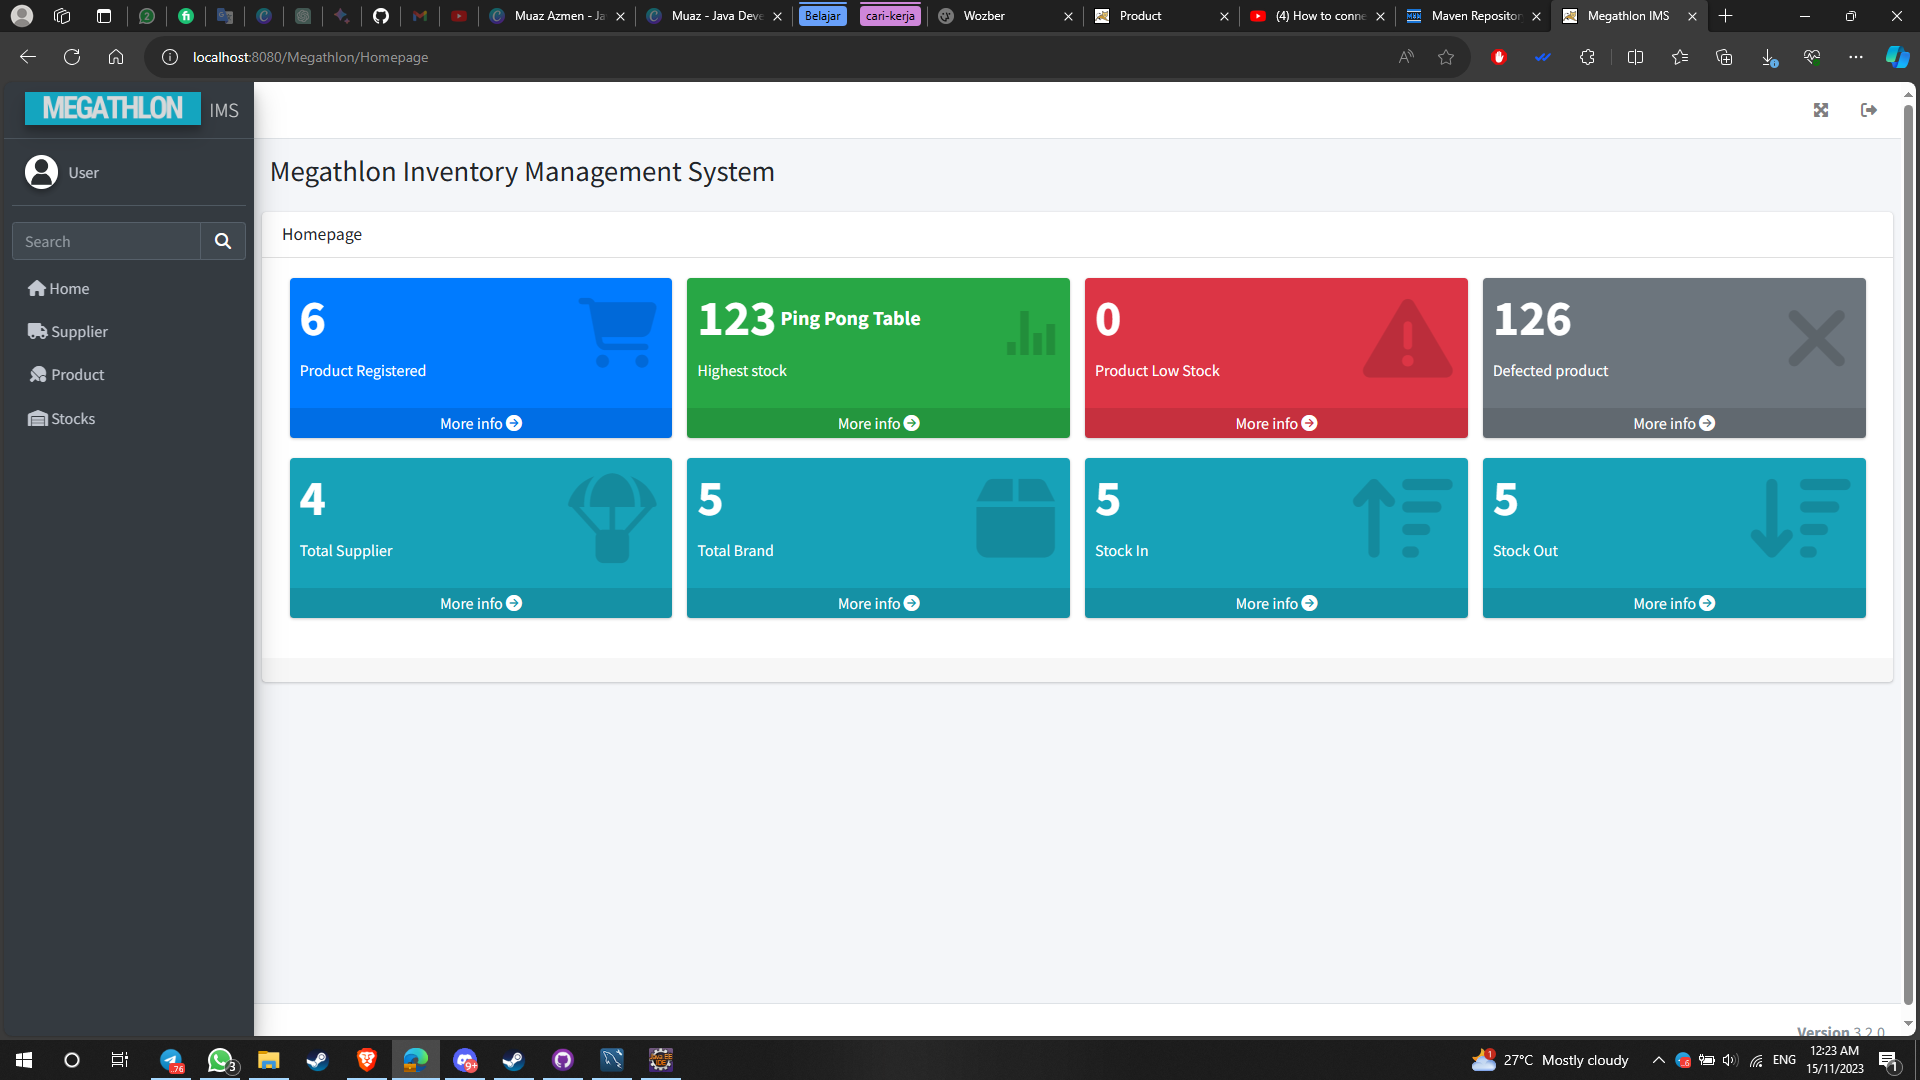 Muaz Azmen - Ja
Muaz - Java Deve
Belajar
cari-kerja
Wozber
Product
(4) How to conne
Maven Repositor
Megathlon IMS
localhost:8080/Megathlon/Homepage
MEGATHLON IMS
User
Search
Home
Supplier
Product
Stocks
Megathlon Inventory Management System
Homepage
6
Product Registered
More info
123 Ping Pong Table
Highest stock
More info
0
Product Low Stock
More info
126
Defected product
More info
4
Total Supplier
More info
5
Total Brand
More info
5
Stock In
More info
5
Stock Out
More info
Version 3.2.0
27°C Mostly cloudy
ENG
12:23 AM
15/11/2023